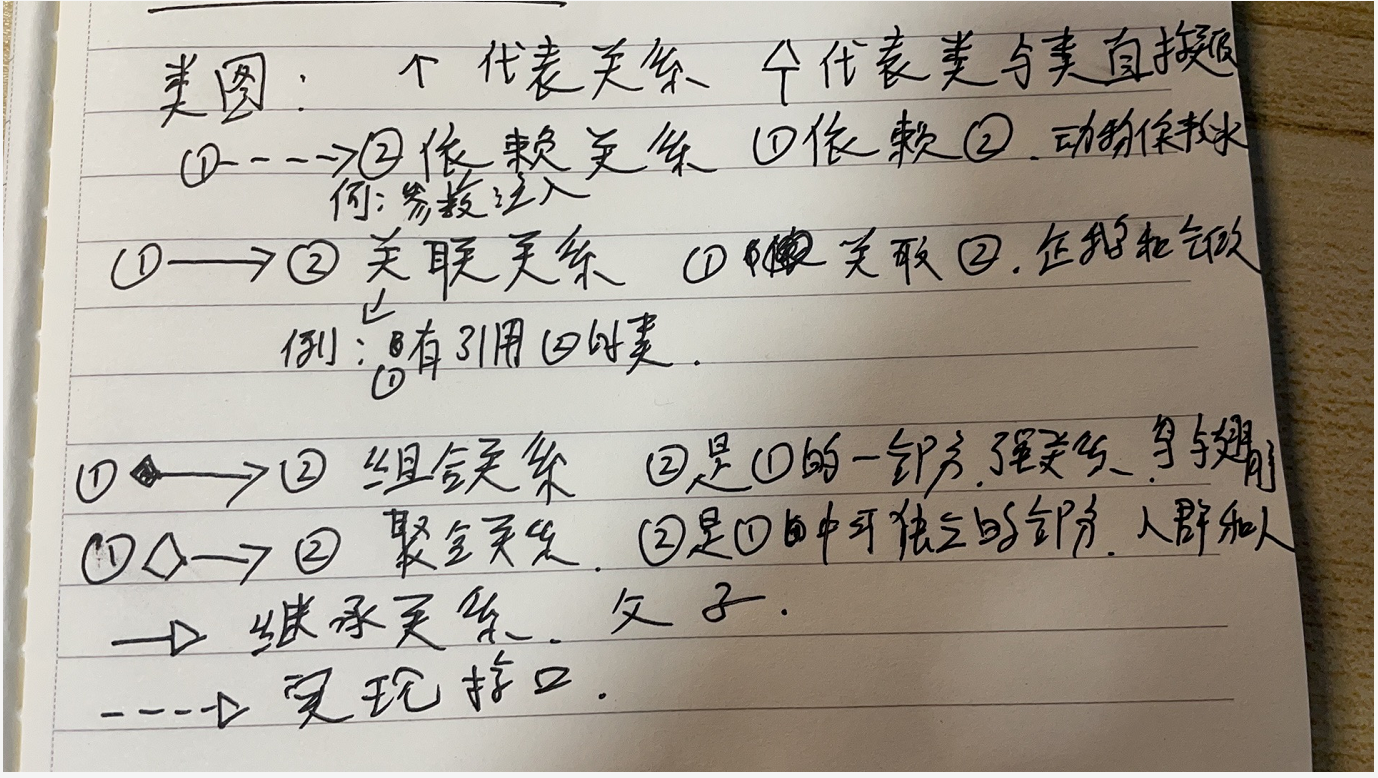 类图： ↑ 代表关系 ⇧ 代表类与类直接
①--->②依赖关系 ①依赖②.动物依赖水
例:参数注入
①→②关联关系 ① 关联②.企鹅和气候
例:①有引用②的类.
①◆→② 组合关系 ②是①的一部分.强关系、鸟与翅膀
①◇→② 聚合关系. ②是①中可独立的部分.人群和人
—▷ 继承关系. 父子.
---▷ 实现接口.